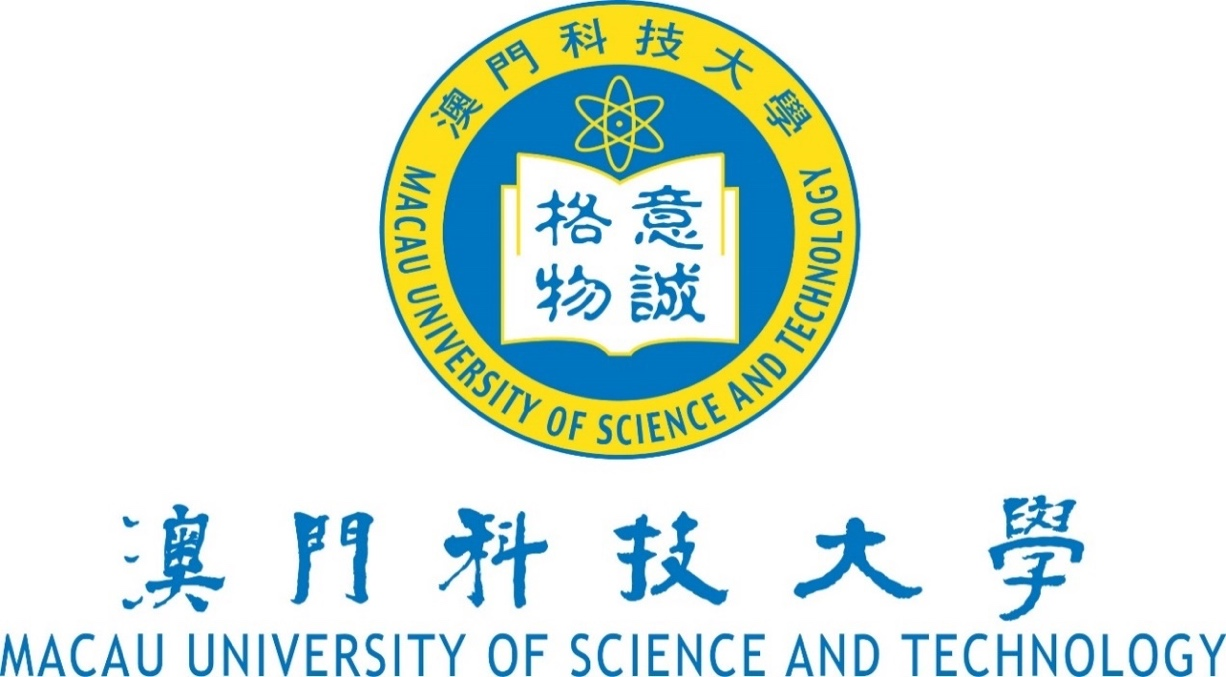 澳門科技大學
意誠
格物
MACAU UNIVERSITY OF SCIENCE AND TECHNOLOGY
澳門科技大學
MACAU UNIVERSITY OF SCIENCE AND TECHNOLOGY